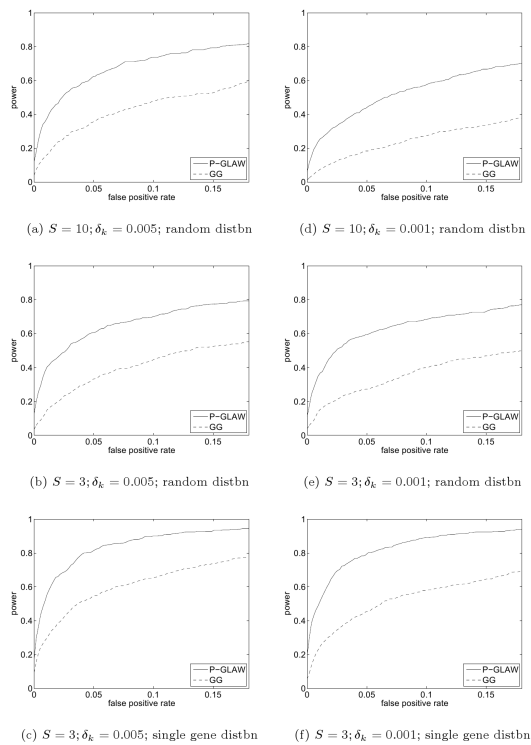 1
0.8
0.6
0.4
0.2
0
power
0 0.05 0.1 0.15
false positive rate
P-GLAW
GG
(a) S = 10; δk = 0.005; random distbn
1
0.8
0.6
0.4
0.2
0
power
0 0.05 0.1 0.15
false positive rate
P-GLAW
GG
(d) S = 10; δk = 0.001; random distbn
1
0.8
0.6
0.4
0.2
0
power
0 0.05 0.1 0.15
false positive rate
P-GLAW
GG
(b) S = 3; δk = 0.005; random distbn
1
0.8
0.6
0.4
0.2
0
power
0 0.05 0.1 0.15
false positive rate
P-GLAW
GG
(e) S = 3; δk = 0.001; random distbn
1
0.8
0.6
0.4
0.2
0
power
0 0.05 0.1 0.15
false positive rate
P-GLAW
GG
(c) S = 3; δk = 0.005; single gene distbn
1
0.8
0.6
0.4
0.2
0
power
0 0.05 0.1 0.15
false positive rate
P-GLAW
GG
(f) S = 3; δk = 0.001; single gene distbn